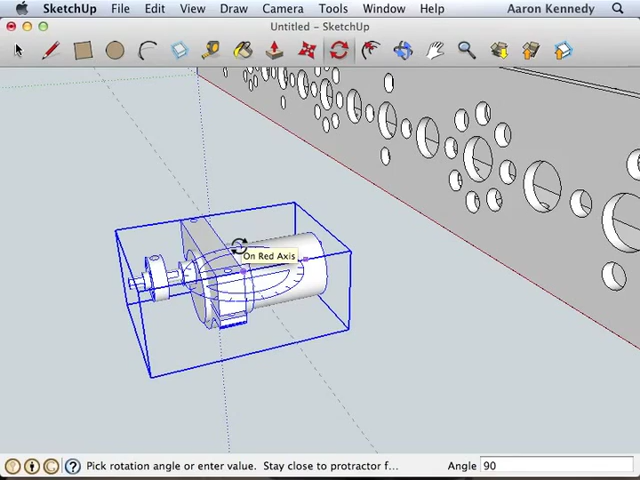 SketchUp File Edit View Draw Camera Tools Window Help Aaron Kennedy
Untitled - SketchUp
On Red Axis
Pick rotation angle or enter value. Stay close to protractor f... Angle 90